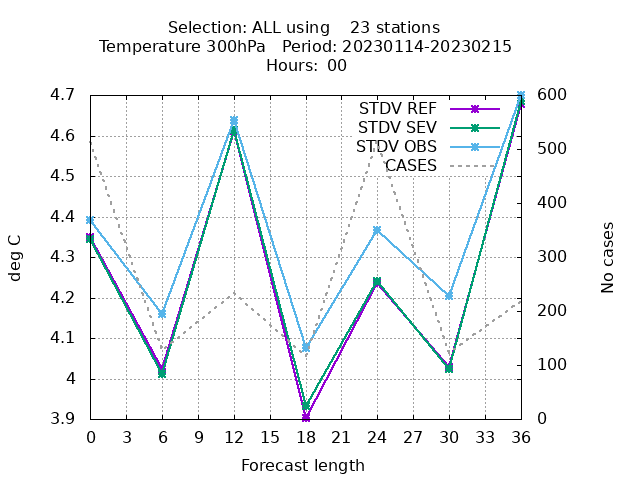 Selection: ALL using    23 stations
Temperature 300hPa   Period: 20230114-20230215
Hours:  00
4.7
4.6
4.5
4.4
4.3
4.2
4.1
4
3.9
deg C
STDV REF
STDV SEV
STDV OBS
CASES
600
500
400
300
200
100
0
No cases
0 3 6 9 12 15 18 21 24 27 30 33 36
Forecast length